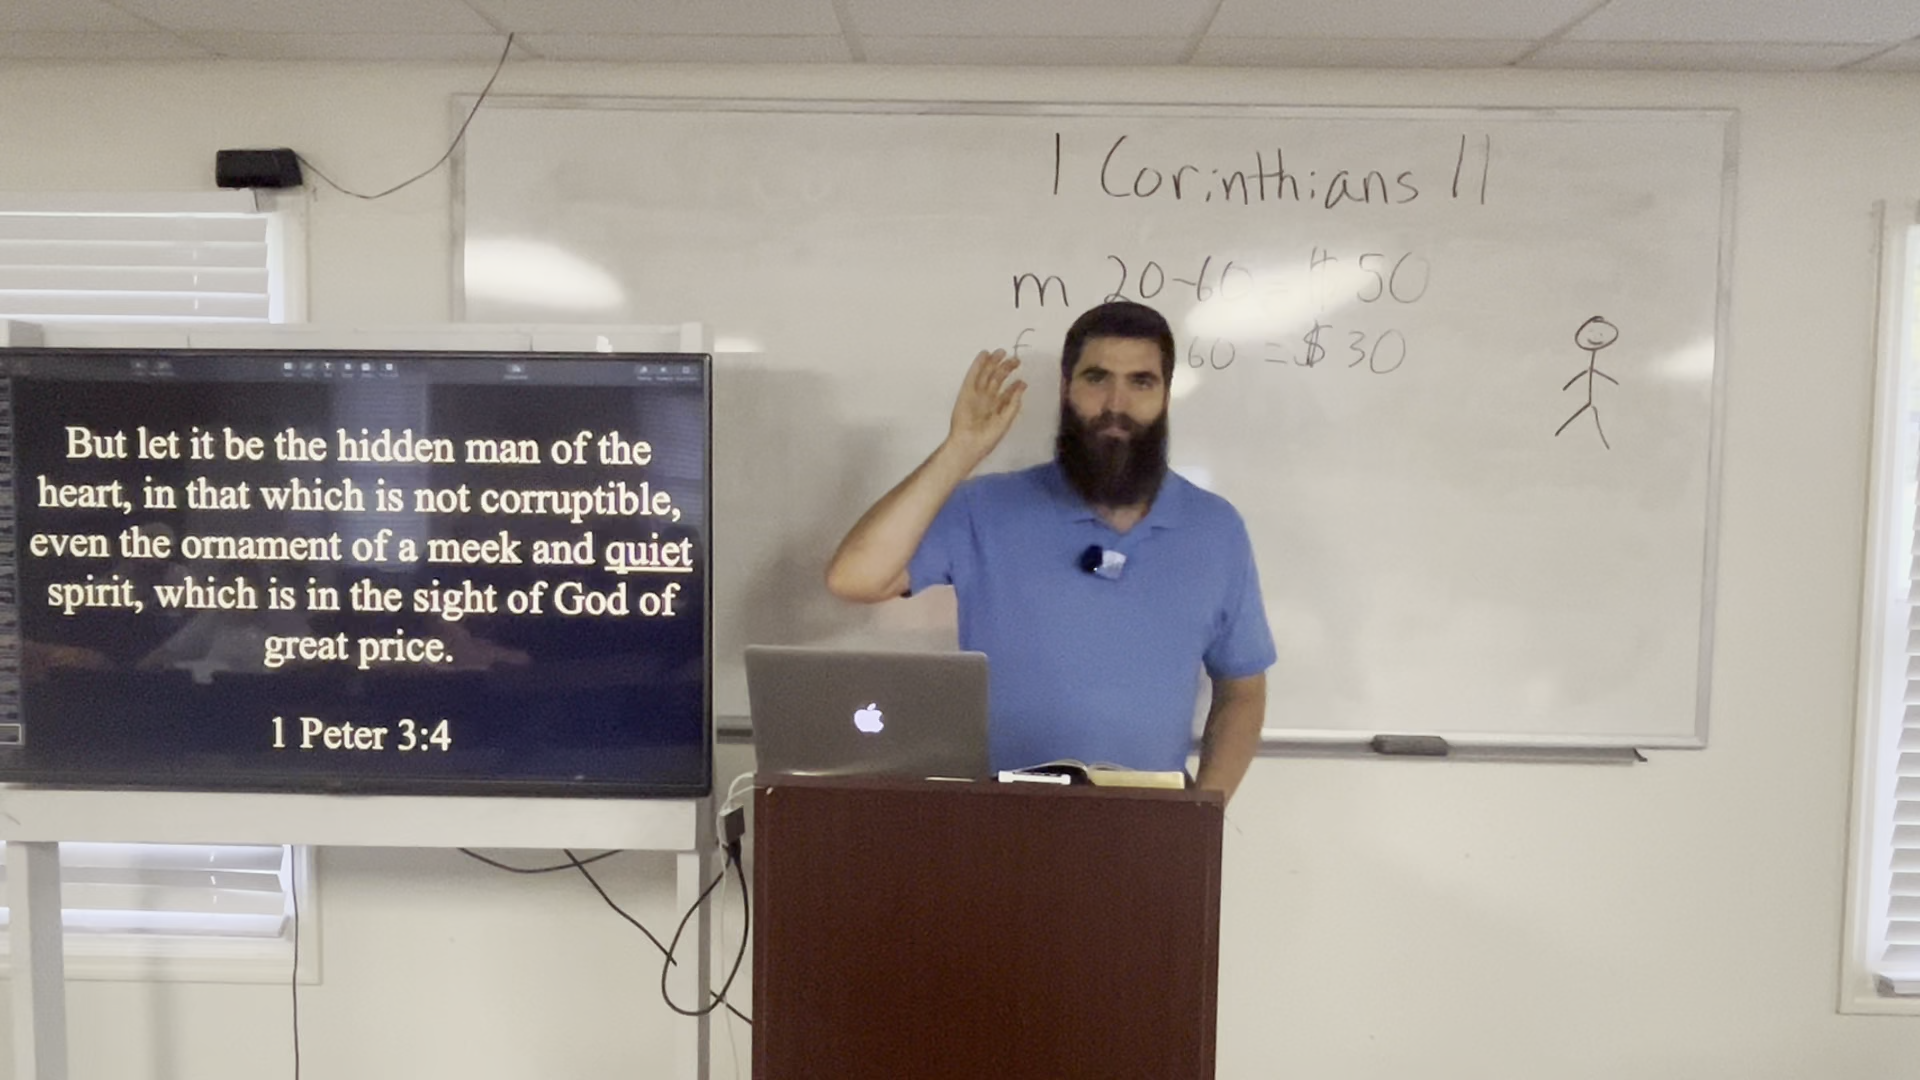 1 Corinthians 11
m 20-60 = $50
f 60 = $30
But let it be the hidden man of the
heart, in that which is not corruptible,
even the ornament of a meek and quiet
spirit, which is in the sight of God of
great price.
1 Peter 3:4